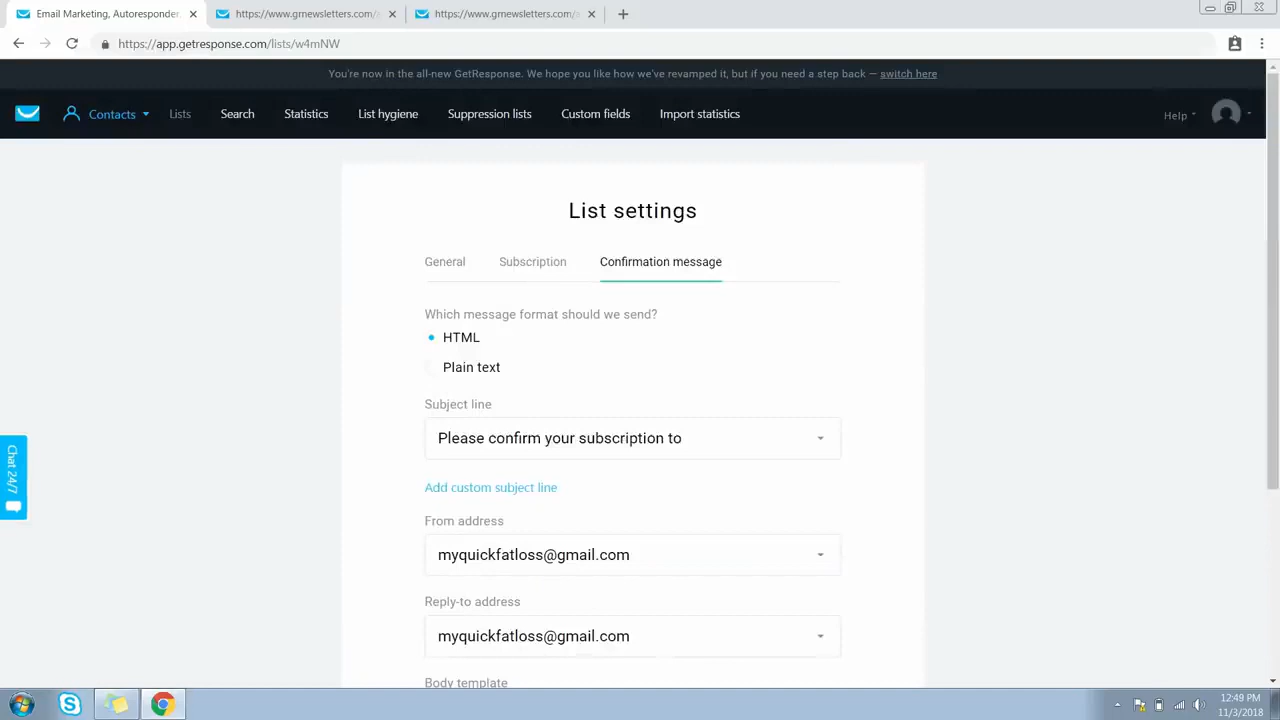 Email Marketing, Autoresponder,
https://www.grnewsletters.com/
https://www.grnewsletters.com/
https://app.getresponse.com/lists/w4mNW
You're now in the all-new GetResponse. We hope you like how we've revamped it, but if you need a step back — switch here
Contacts Lists Search Statistics List hygiene Suppression lists Custom fields Import statistics Help
List settings
General Subscription Confirmation message
Which message format should we send?
HTML
Plain text
Subject line
Please confirm your subscription to
Chat 24/7
Add custom subject line
From address
myquickfatloss@gmail.com
Reply-to address
myquickfatloss@gmail.com
Body template
12:49 PM
11/3/2018